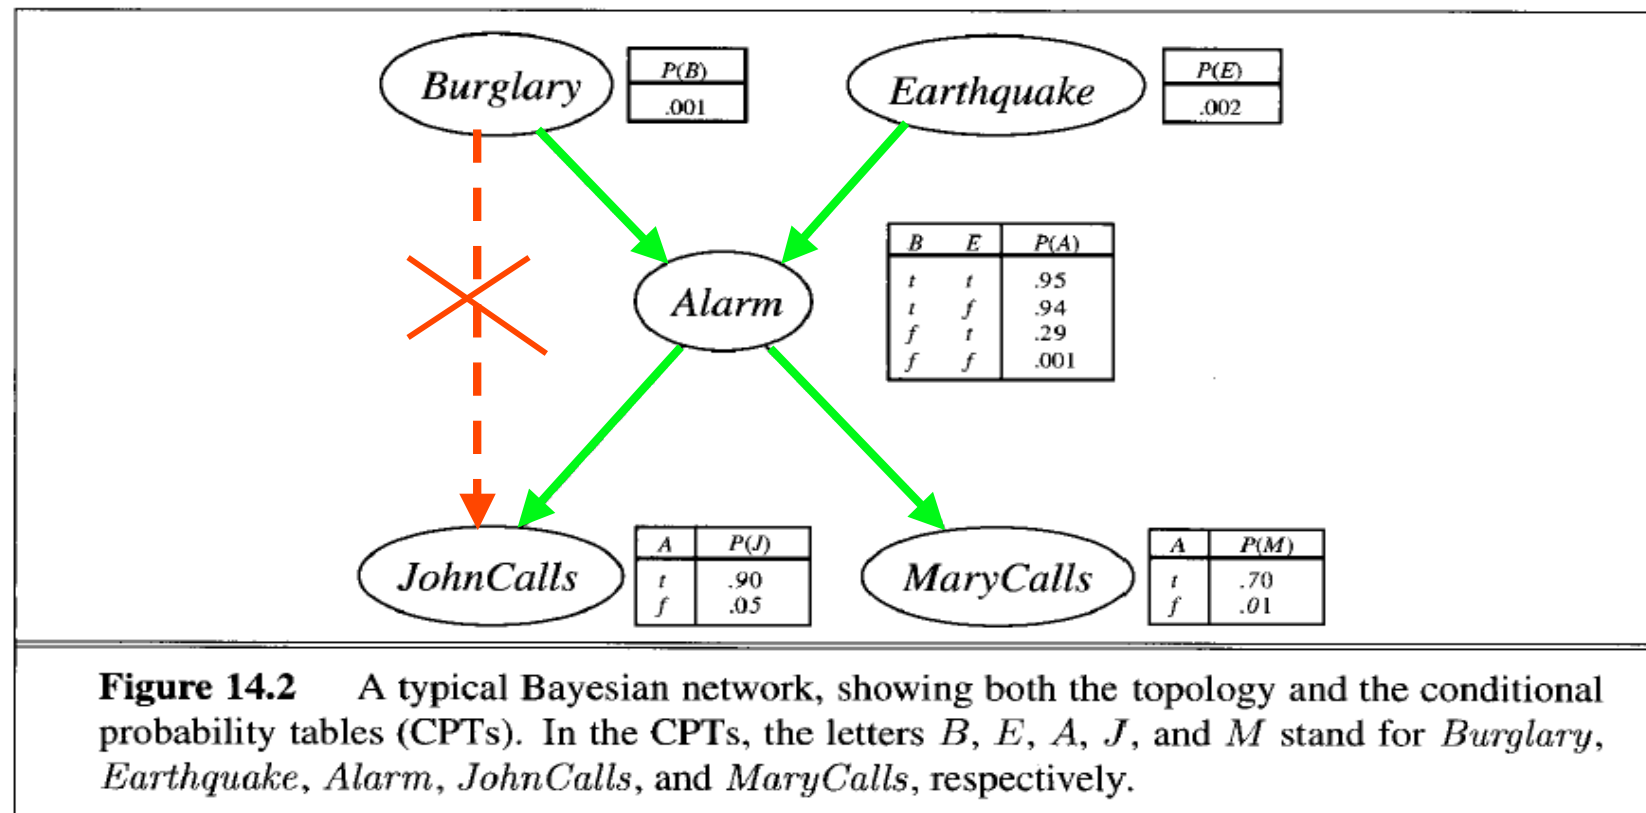 Burglary
P(B)
.001
Earthquake
P(E)
.002
Alarm
B E P(A)
t t .95
t f .94
f t .29
f f .001
JohnCalls
A P(J)
t .90
f .05
MaryCalls
A P(M)
t .70
f .01
Figure 14.2 A typical Bayesian network, showing both the topology and the conditional
probability tables (CPTs). In the CPTs, the letters B, E, A, J, and M stand for Burglary,
Earthquake, Alarm, JohnCalls, and MaryCalls, respectively.